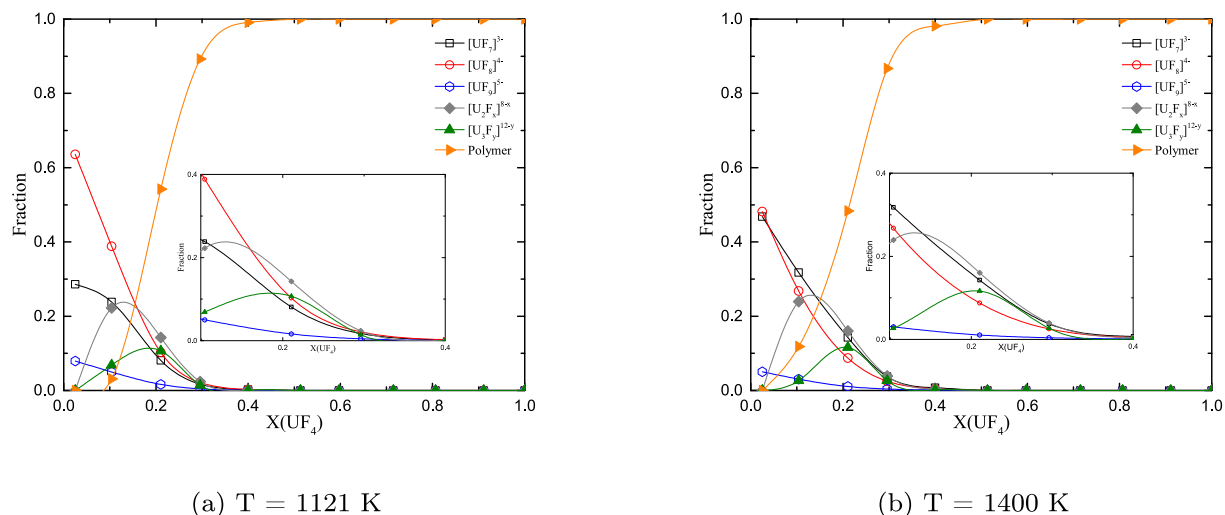 1.0
0.8
0.6
0.4
0.2
0.0
Fraction
0.0 0.2 0.4 0.6 0.8 1.0
X(UF₄)
[UF₇]³⁻
[UF₈]⁴⁻
[UF₉]⁵⁻
[U₂Fₓ]⁸⁻ˣ
[U₃F_y]¹²⁻ʸ
Polymer
0.4
0.2
0.0
Fraction
0.2 0.4
X(UF₄)
(a) T = 1121 K
1.0
0.8
0.6
0.4
0.2
0.0
Fraction
0.0 0.2 0.4 0.6 0.8 1.0
X(UF₄)
[UF₇]³⁻
[UF₈]⁴⁻
[UF₉]⁵⁻
[U₂Fₓ]⁸⁻ˣ
[U₃F_y]¹²⁻ʸ
Polymer
0.4
0.2
0.0
Fraction
0.2 0.4
X(UF₄)
(b) T = 1400 K